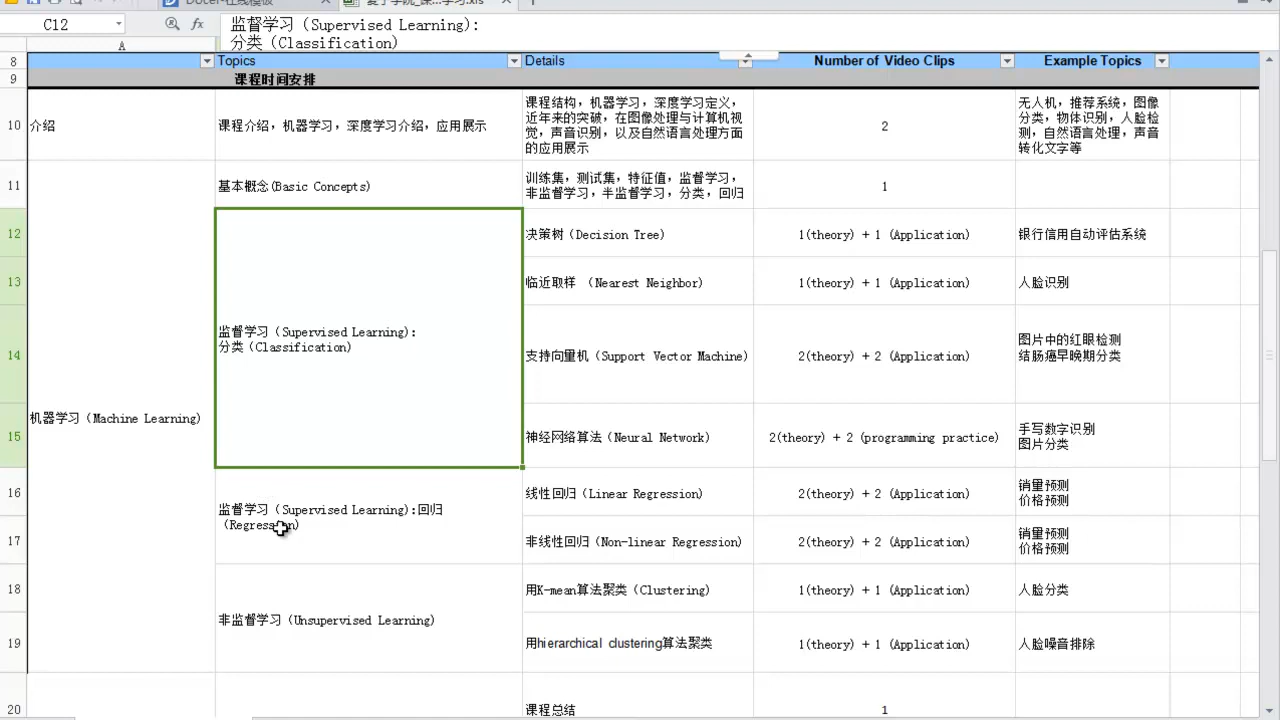 C12
fx
监督学习（Supervised Learning）:
分类（Classification）
A
8 Topics Details Number of Video Clips Example Topics
9 课程时间安排
10 介绍
课程介绍，机器学习，深度学习介绍，应用展示
课程结构，机器学习，深度学习定义，
近年来的突破，在图像处理与计算机视
觉，声音识别，以及自然语言处理方面
的应用展示
2
无人机，推荐系统，图像
分类，物体识别，人脸检
测，自然语言处理，声音
转化文字等
11
基本概念(Basic Concepts)
训练集，测试集，特征值，监督学习，
非监督学习，半监督学习，分类，回归
1
机器学习（Machine Learning）
监督学习（Supervised Learning）:
分类（Classification）
12 决策树（Decision Tree） 1(theory) + 1 (Application) 银行信用自动评估系统
13 临近取样 （Nearest Neighbor） 1(theory) + 1 (Application) 人脸识别
14 支持向量机（Support Vector Machine） 2(theory) + 2 (Application)
图片中的红眼检测
结肠癌早晚期分类
15 神经网络算法（Neural Network） 2(theory) + 2 (programming practice)
手写数字识别
图片分类
监督学习（Supervised Learning）:回归
（Regression）
16 线性回归（Linear Regression） 2(theory) + 2 (Application)
销量预测
价格预测
17 非线性回归（Non-linear Regression） 2(theory) + 2 (Application)
销量预测
价格预测
非监督学习（Unsupervised Learning）
18 用K-mean算法聚类（Clustering） 1(theory) + 1 (Application) 人脸分类
19 用hierarchical clustering算法聚类 1(theory) + 1 (Application) 人脸噪音排除
20 课程总结 1